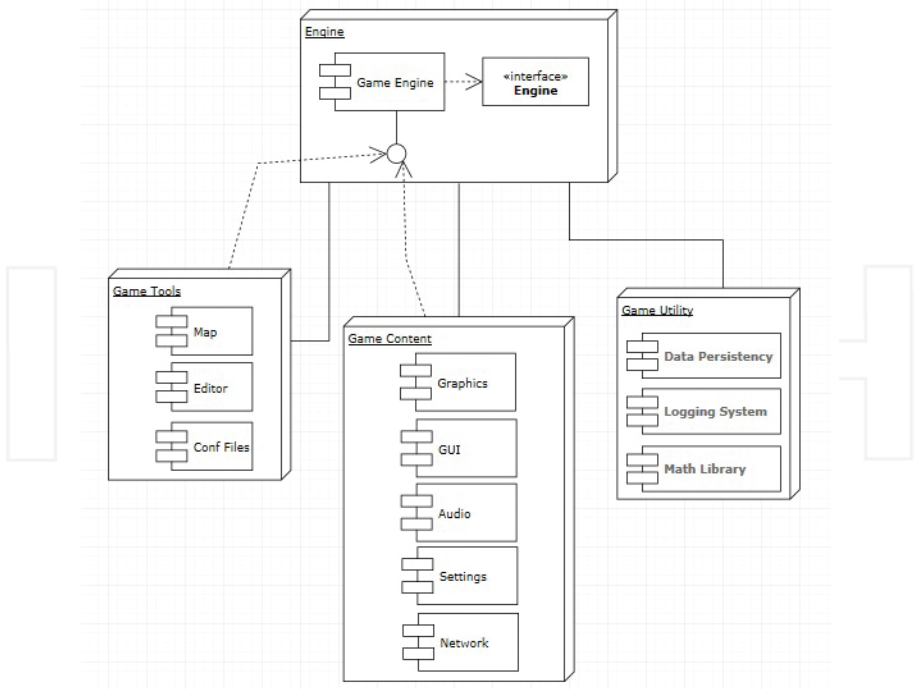 Engine
Game Engine
«interface»
Engine
Game Tools
Map
Editor
Conf Files
Game Content
Graphics
GUI
Audio
Settings
Network
Game Utility
Data Persistency
Logging System
Math Library